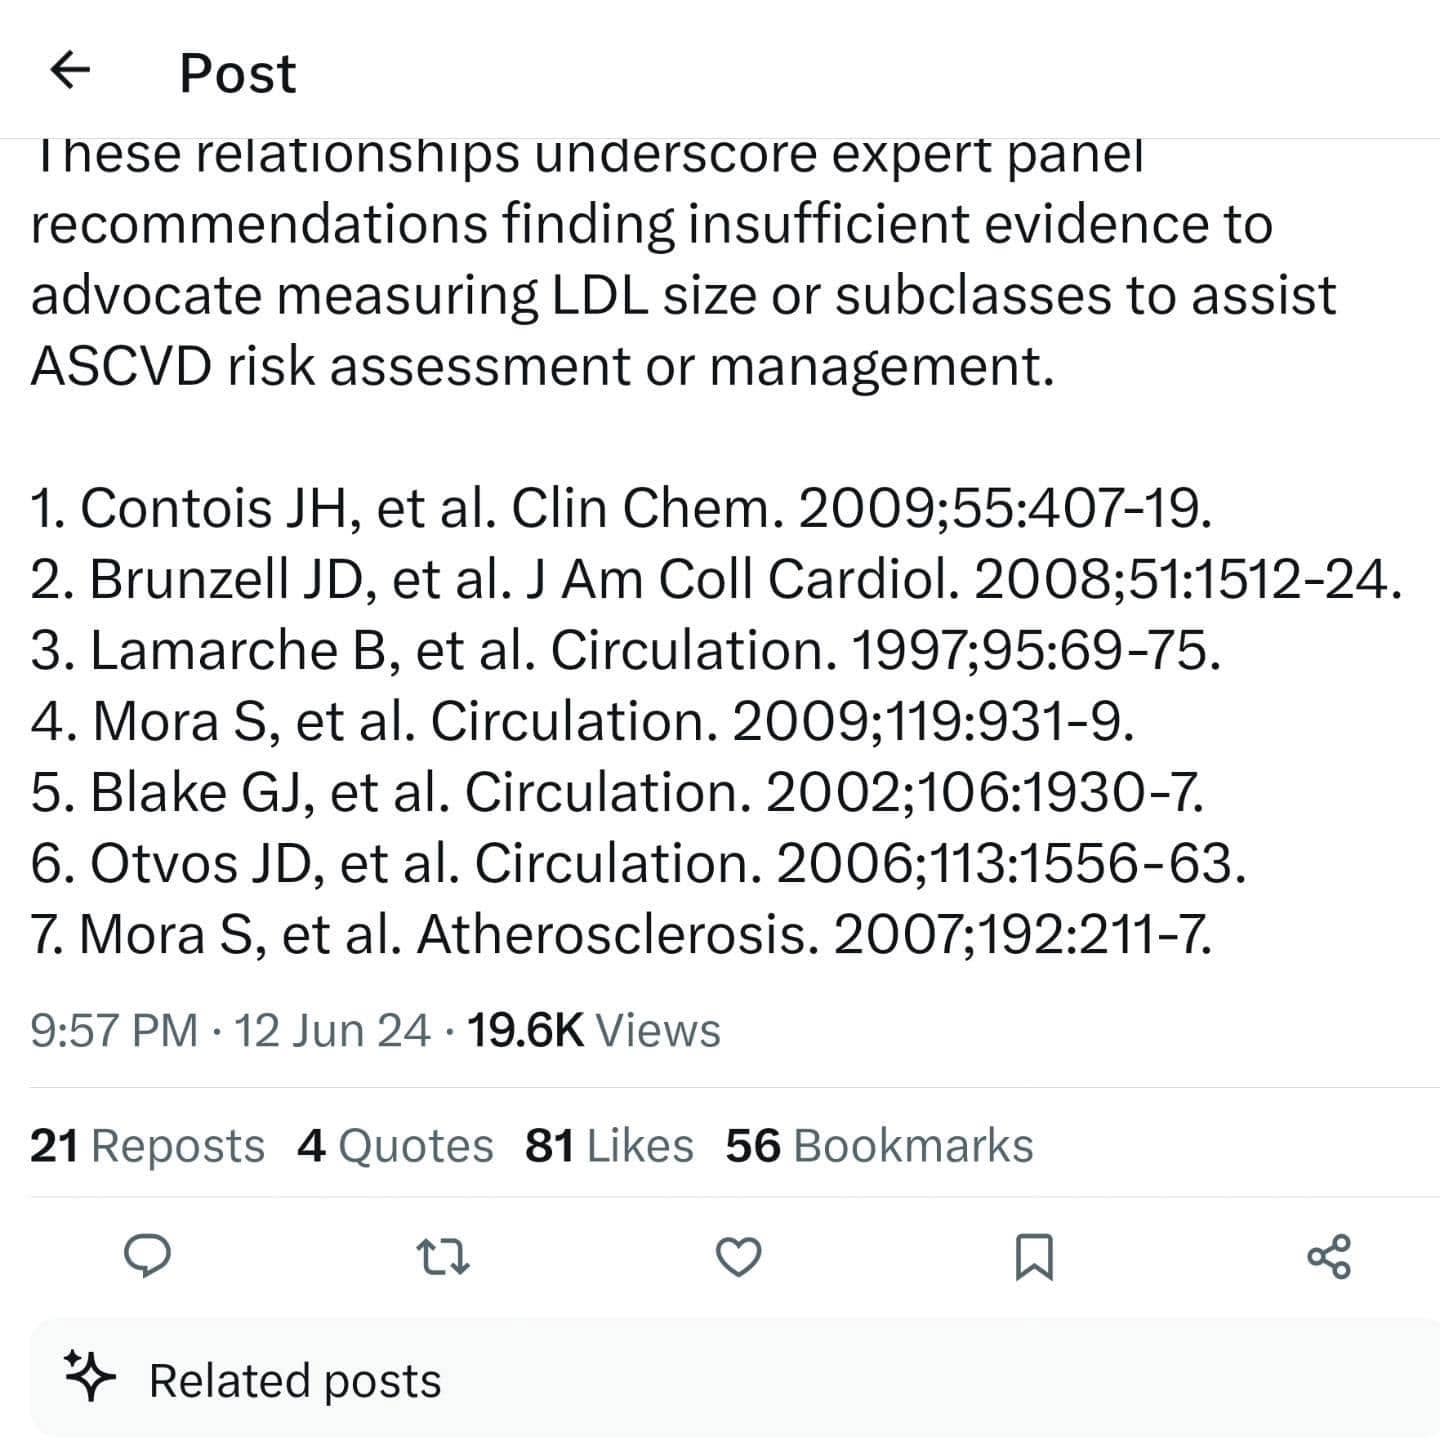 Post
These relationships underscore expert panel
recommendations finding insufficient evidence to
advocate measuring LDL size or subclasses to assist
ASCVD risk assessment or management.
1. Contois JH, et al. Clin Chem. 2009;55:407-19.
2. Brunzell JD, et al. J Am Coll Cardiol. 2008;51:1512-24.
3. Lamarche B, et al. Circulation. 1997;95:69-75.
4. Mora S, et al. Circulation. 2009;119:931-9.
5. Blake GJ, et al. Circulation. 2002;106:1930-7.
6. Otvos JD, et al. Circulation. 2006;113:1556-63.
7. Mora S, et al. Atherosclerosis. 2007;192:211-7.
9:57 PM · 12 Jun 24 · 19.6K Views
21 Reposts 4 Quotes 81 Likes 56 Bookmarks
Related posts